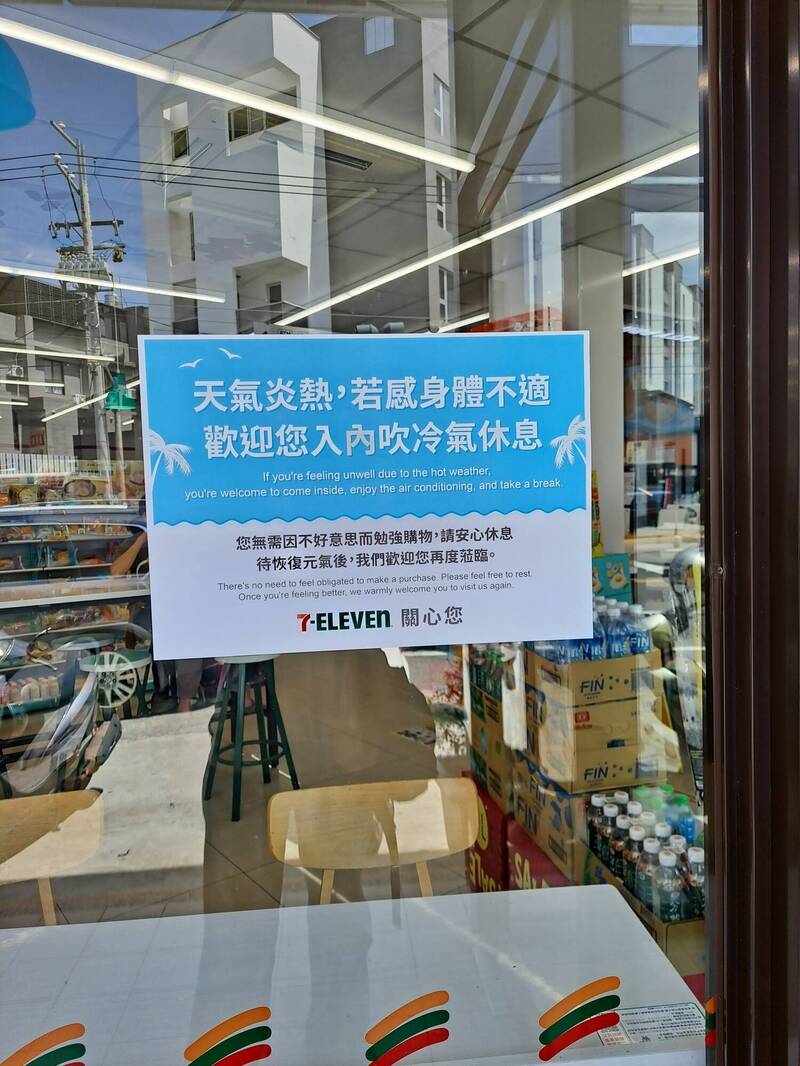 天氣炎熱,若感身體不適
歡迎您入內吹冷氣休息
If you're feeling unwell due to the hot weather,
you're welcome to come inside, enjoy the air conditioning, and take a break.
您無需因不好意思而勉強購物,請安心休息
待恢復元氣後,我們歡迎您再度蒞臨。
There's no need to feel obligated to make a purchase. Please feel free to rest.
Once you're feeling better, we warmly welcome you to visit us again.
7-ELEVEn 關心您
FIN
FIN
FIN